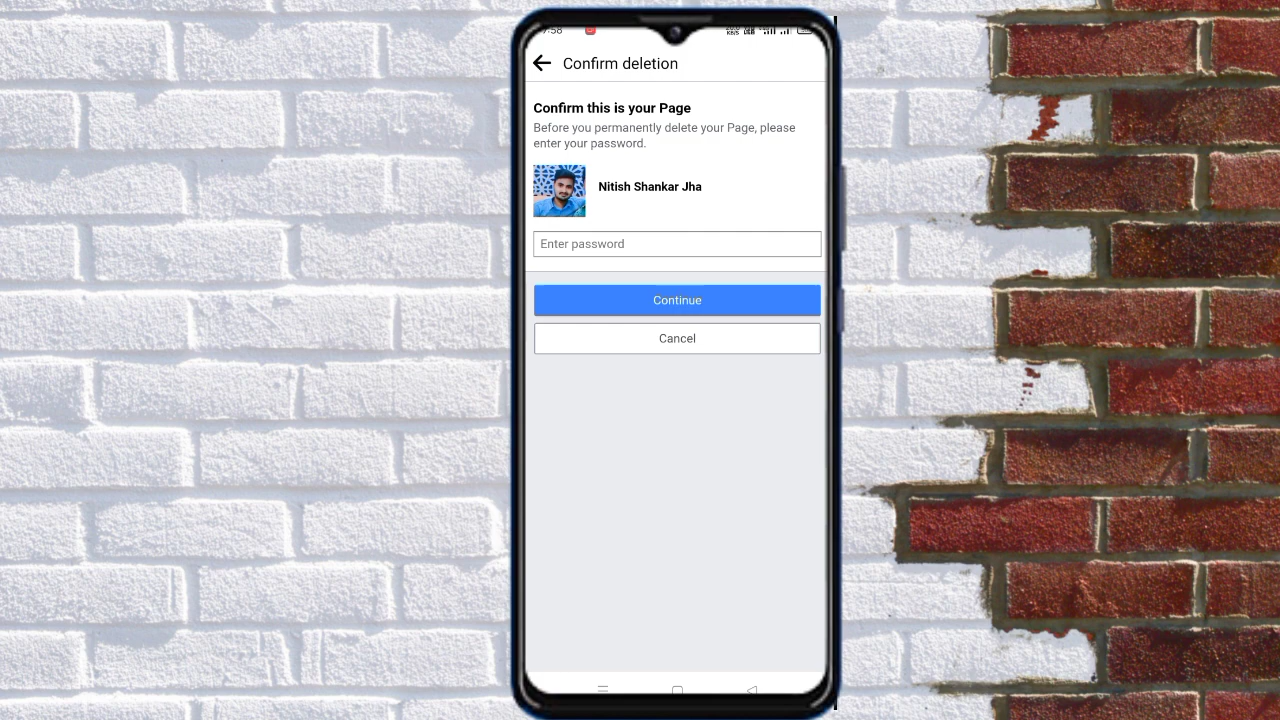 Confirm deletion
Confirm this is your Page
Before you permanently delete your Page, please
enter your password.
Nitish Shankar Jha
Enter password
Continue
Cancel